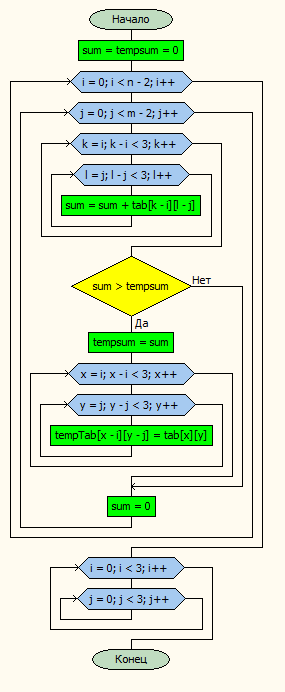 Начало
sum = tempsum = 0
i = 0; i < n - 2; i++
j = 0; j < m - 2; j++
k = i; k - i < 3; k++
l = j; l - j < 3; l++
sum = sum + tab[k - i][l - j]
sum > tempsum
Нет
Да
tempsum = sum
x = i; x - i < 3; x++
y = j; y - j < 3; y++
tempTab[x - i][y - j] = tab[x][y]
sum = 0
i = 0; i < 3; i++
j = 0; j < 3; j++
Конец